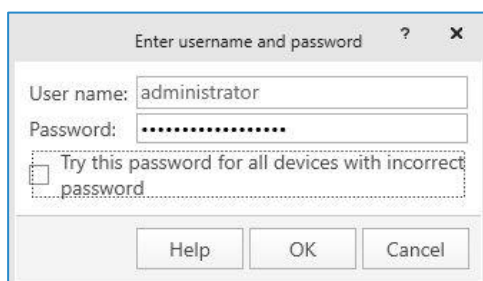 Enter username and password ? ×
User name: administrator
Password: ••••••••••••••••••
Try this password for all devices with incorrect
password
Help OK Cancel